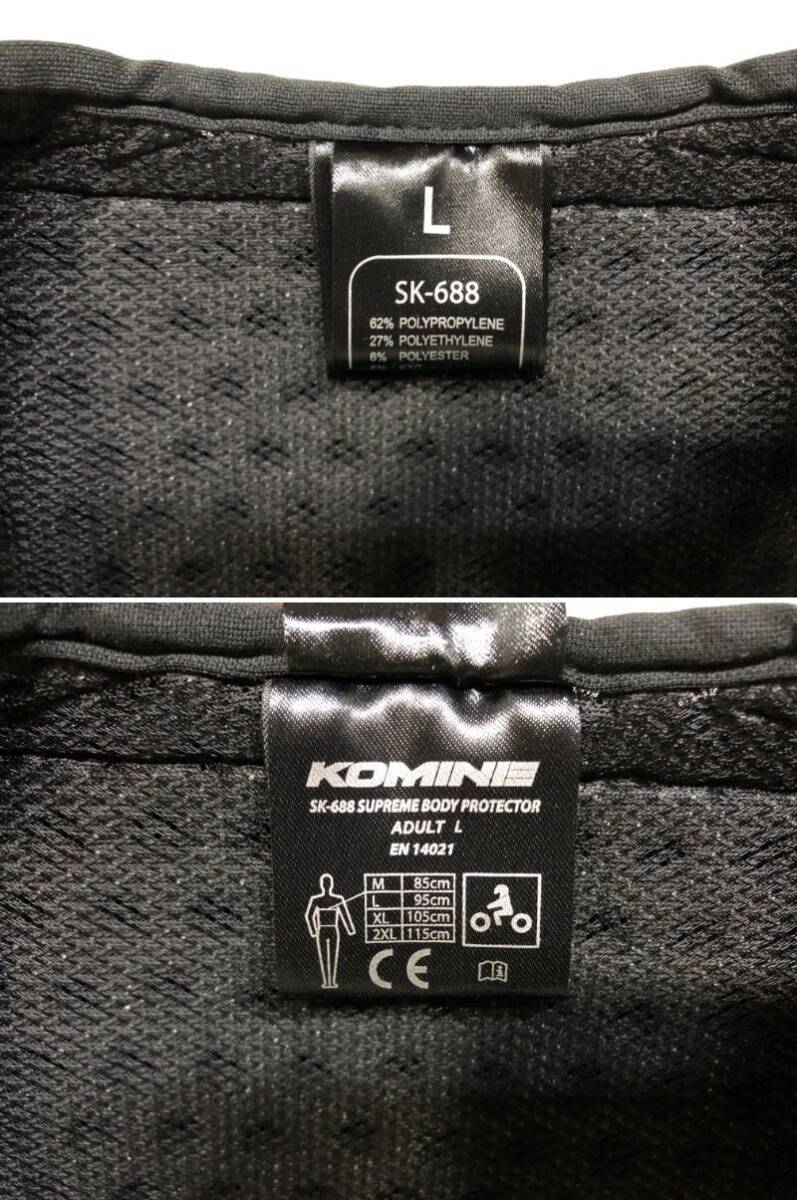 L
SK-688
62% POLYPROPYLENE
27% POLYETHYLENE
6% POLYESTER
KOMINE
SK-688 SUPREME BODY PROTECTOR
ADULT L
EN 14021
M 85cm
L 95cm
XL 105cm
2XL 115cm
CE